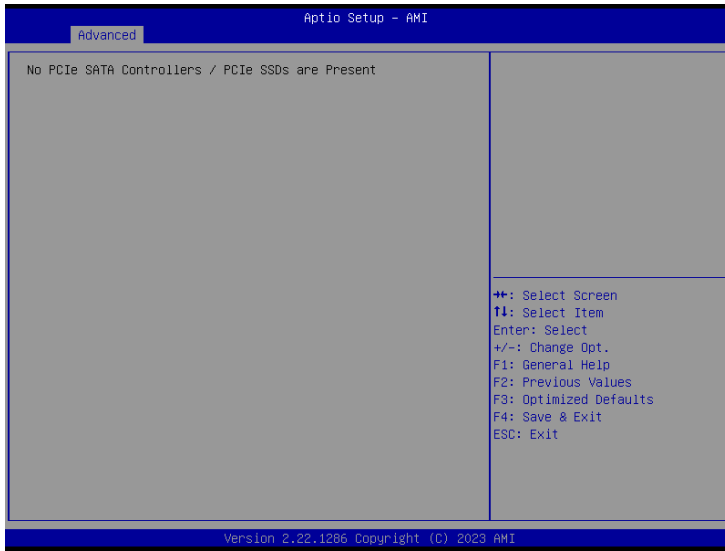 Aptio Setup – AMI
Advanced
No PCIe SATA Controllers / PCIe SSDs are Present
→←: Select Screen
↑↓: Select Item
Enter: Select
+/-: Change Opt.
F1: General Help
F2: Previous Values
F3: Optimized Defaults
F4: Save & Exit
ESC: Exit
Version 2.22.1286 Copyright (C) 2023 AMI